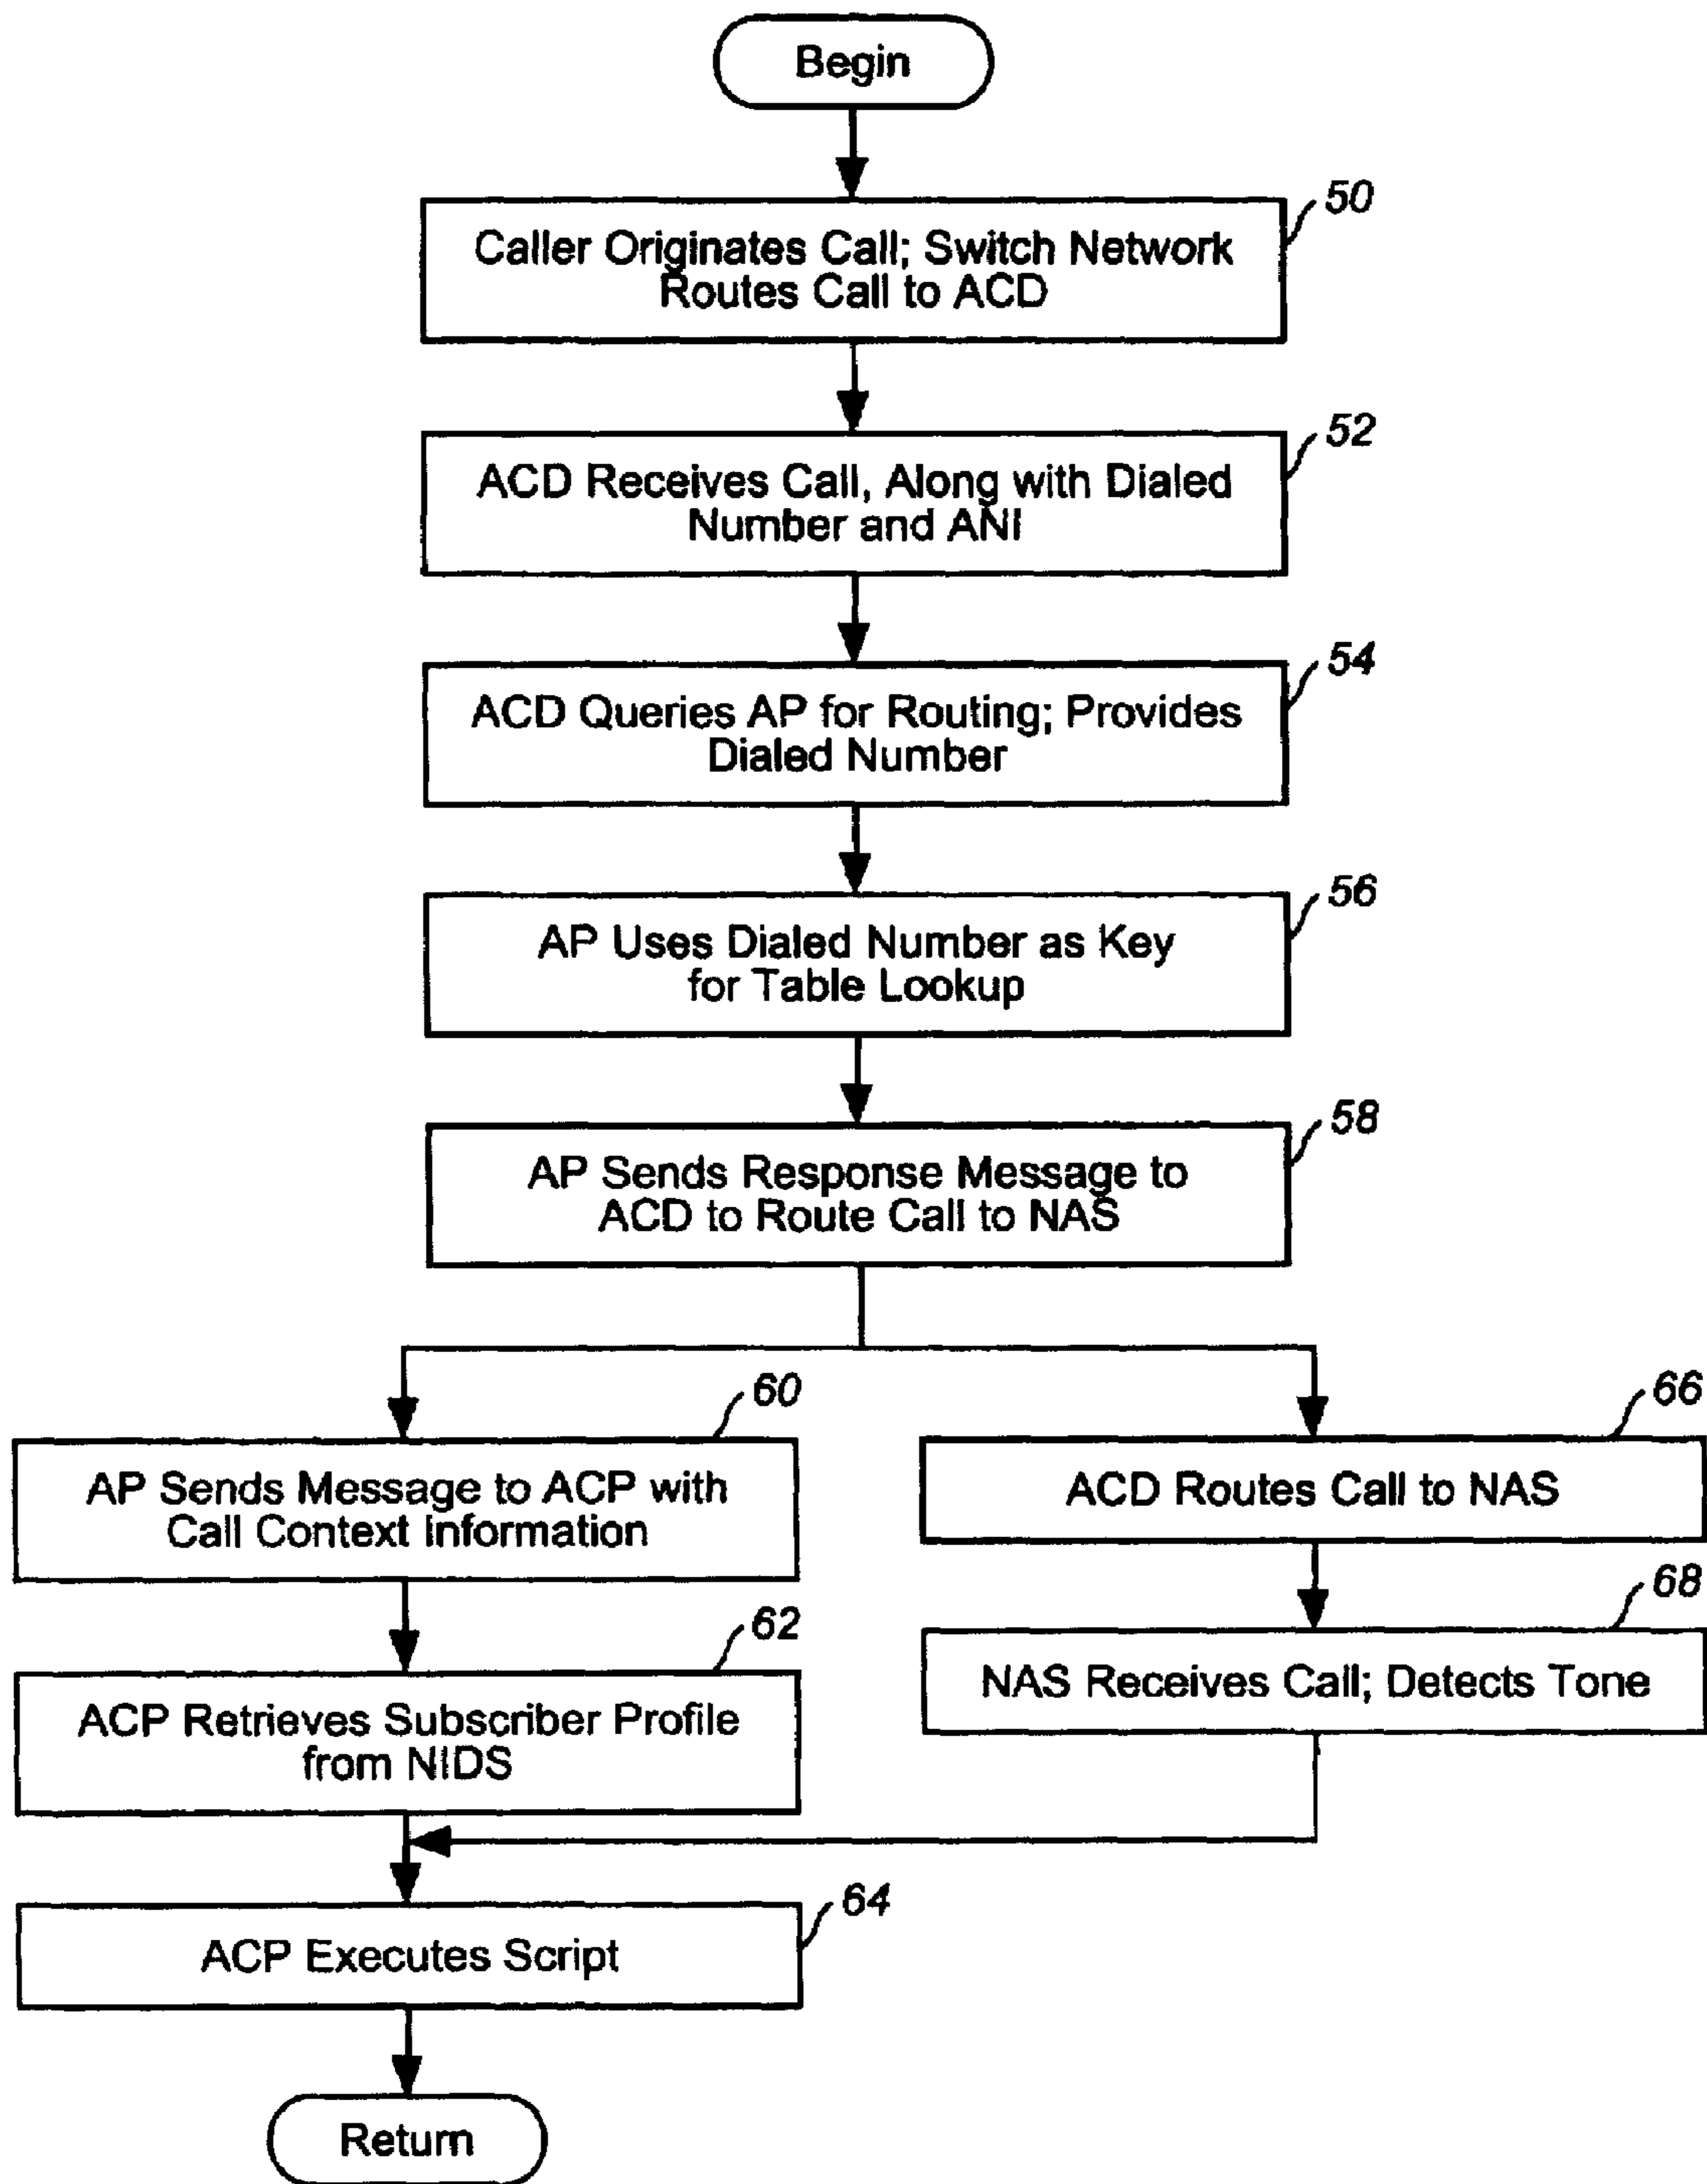 Begin
50
Caller Originates Call; Switch Network
Routes Call to ACD
52
ACD Receives Call, Along with Dialed
Number and ANI
54
ACD Queries AP for Routing; Provides
Dialed Number
56
AP Uses Dialed Number as Key
for Table Lookup
58
AP Sends Response Message to
ACD to Route Call to NAS
60
AP Sends Message to ACP with
Call Context Information
62
ACP Retrieves Subscriber Profile
from NIDS
66
ACD Routes Call to NAS
68
NAS Receives Call; Detects Tone
64
ACP Executes Script
Return